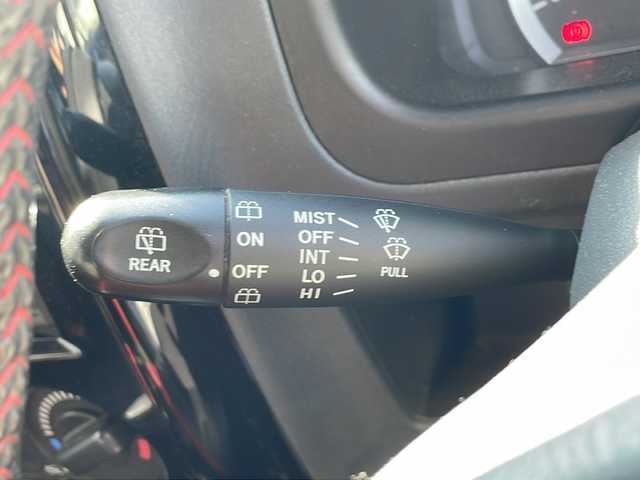 REAR
ON
OFF
MIST
OFF
INT
LO
HI
PULL